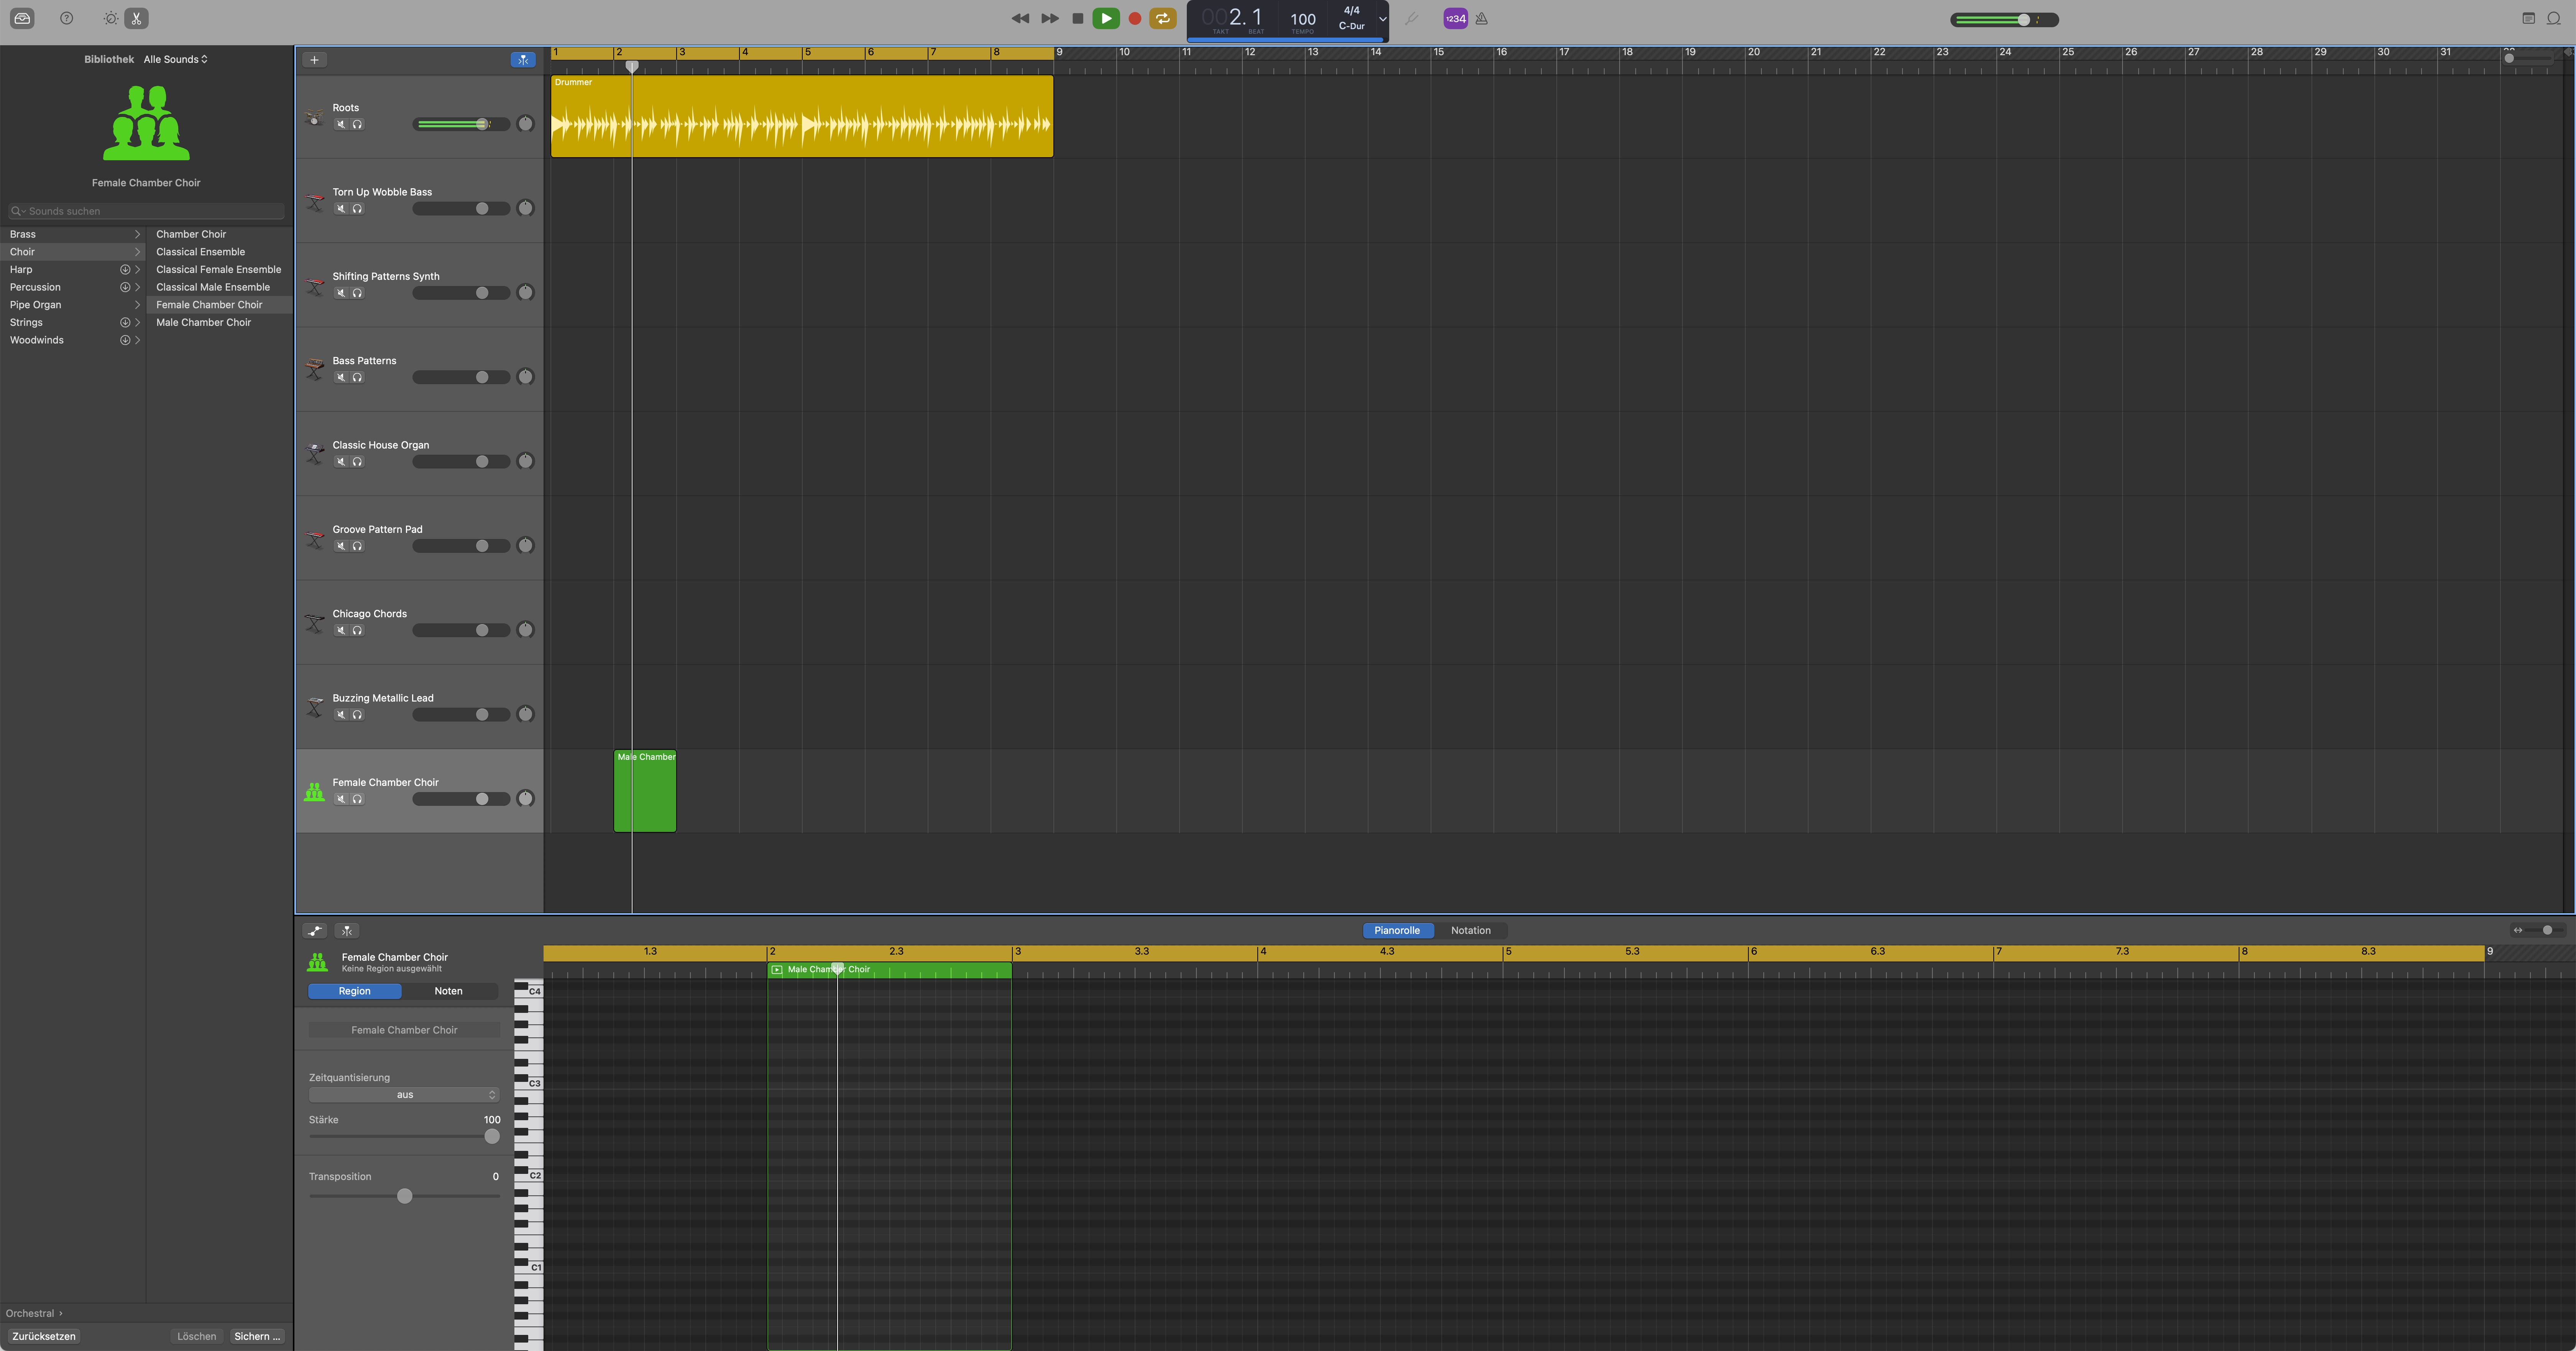 002. 1
TAKT BEAT
100
TEMPO
4/4
C-Dur
1234
Bibliothek Alle Sounds
Female Chamber Choir
Sounds suchen
Brass
Choir
Harp
Percussion
Pipe Organ
Strings
Woodwinds
Chamber Choir
Classical Ensemble
Classical Female Ensemble
Classical Male Ensemble
Female Chamber Choir
Male Chamber Choir
Orchestral
Zurücksetzen Löschen Sichern ...
1 2 3 4 5 6 7 8 9 10 11 12 13 14 15 16 17 18 19 20 21 22 23 24 25 26 27 28 29 30 31
Drummer
Roots
Torn Up Wobble Bass
Shifting Patterns Synth
Bass Patterns
Classic House Organ
Groove Pattern Pad
Chicago Chords
Buzzing Metallic Lead
Female Chamber Choir
Male Chamber
Pianorolle Notation
Female Chamber Choir
Keine Region ausgewählt
Region Noten
Female Chamber Choir
Zeitquantisierung
aus
Stärke 100
Transposition 0
1.3 2 2.3 3 3.3 4 4.3 5 5.3 6 6.3 7 7.3 8 8.3 9
Male Chamber Choir
C4
C3
C2
C1